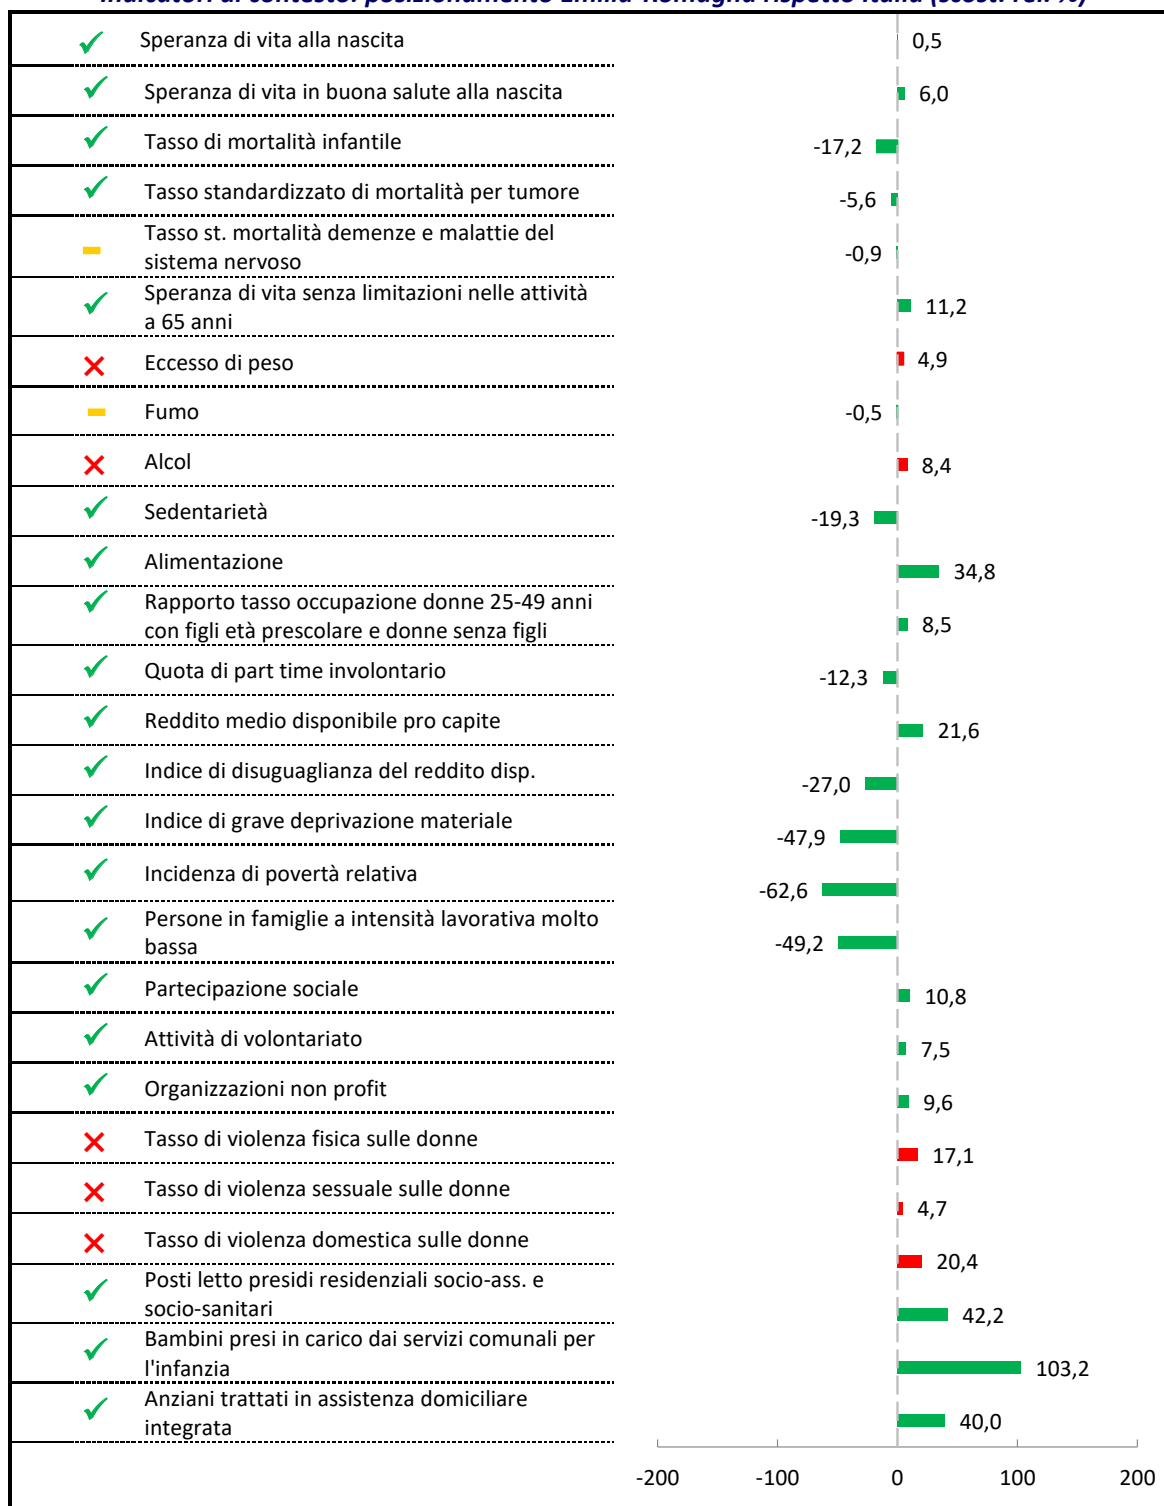 Indicatori di contesto: posizionamento Emilia-Romagna rispetto Italia (scost. rel. %)
Speranza di vita alla nascita 0,5
Speranza di vita in buona salute alla nascita 6,0
Tasso di mortalità infantile -17,2
Tasso standardizzato di mortalità per tumore -5,6
Tasso st. mortalità demenze e malattie del
sistema nervoso -0,9
Speranza di vita senza limitazioni nelle attività
a 65 anni 11,2
Eccesso di peso 4,9
Fumo -0,5
Alcol 8,4
Sedentarietà -19,3
Alimentazione 34,8
Rapporto tasso occupazione donne 25-49 anni
con figli età prescolare e donne senza figli 8,5
Quota di part time involontario -12,3
Reddito medio disponibile pro capite 21,6
Indice di disuguaglianza del reddito disp. -27,0
Indice di grave deprivazione materiale -47,9
Incidenza di povertà relativa -62,6
Persone in famiglie a intensità lavorativa molto
bassa -49,2
Partecipazione sociale 10,8
Attività di volontariato 7,5
Organizzazioni non profit 9,6
Tasso di violenza fisica sulle donne 17,1
Tasso di violenza sessuale sulle donne 4,7
Tasso di violenza domestica sulle donne 20,4
Posti letto presidi residenziali socio-ass. e
socio-sanitari 42,2
Bambini presi in carico dai servizi comunali per
l'infanzia 103,2
Anziani trattati in assistenza domiciliare
integrata 40,0
-200 -100 0 100 200